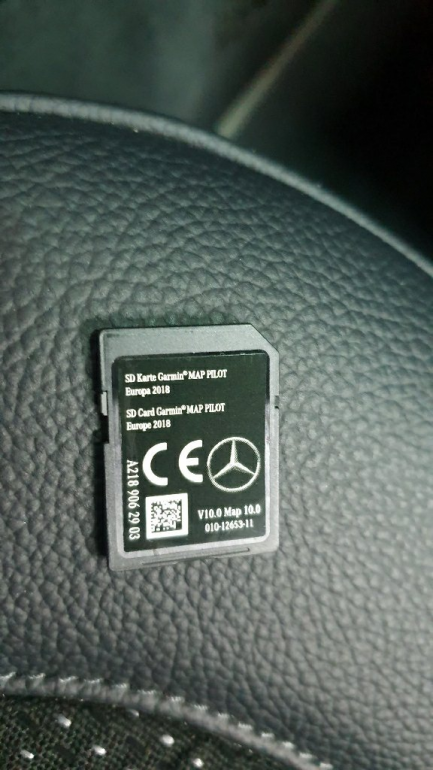 SD Karte Garmin® MAP PILOT
Europa 2018
SD Card Garmin® MAP PILOT
Europe 2018
CE
A218 906 29 03
V10.0 Map 10.0
010-12653-11